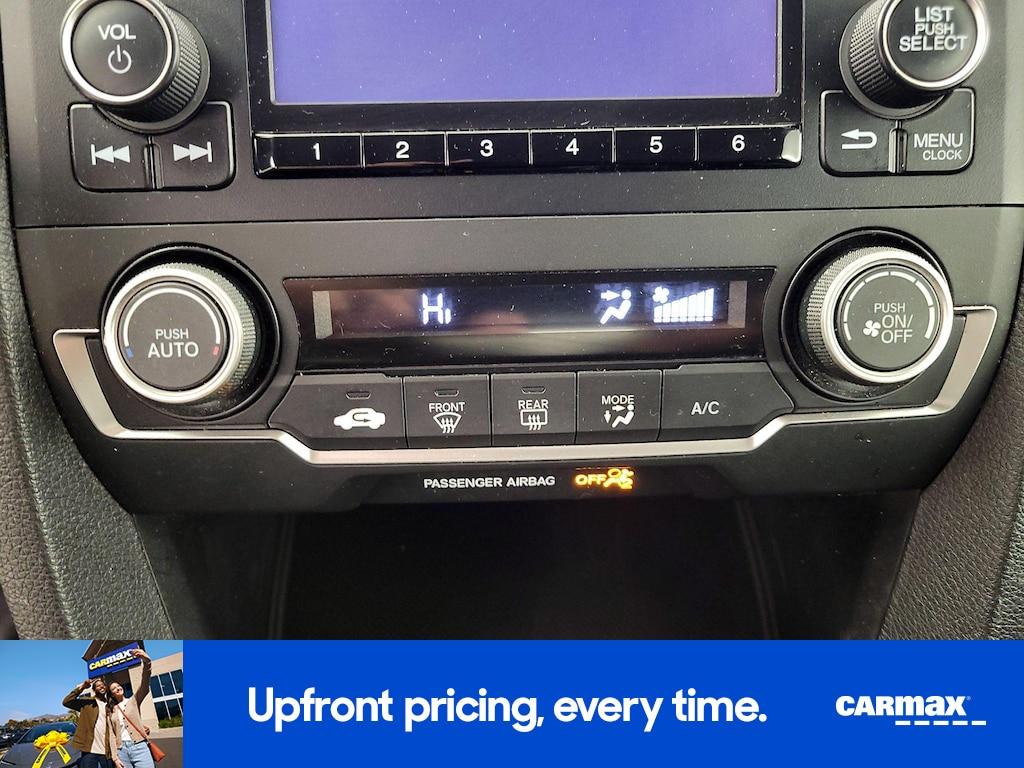 VOL
LIST
PUSH
SELECT
1 2 3 4 5 6
MENU
CLOCK
Hi
PUSH
AUTO
PUSH
ON/
OFF
FRONT
REAR
MODE
A/C
PASSENGER AIRBAG OFF
CARMAX
Upfront pricing, every time.
CARMAX